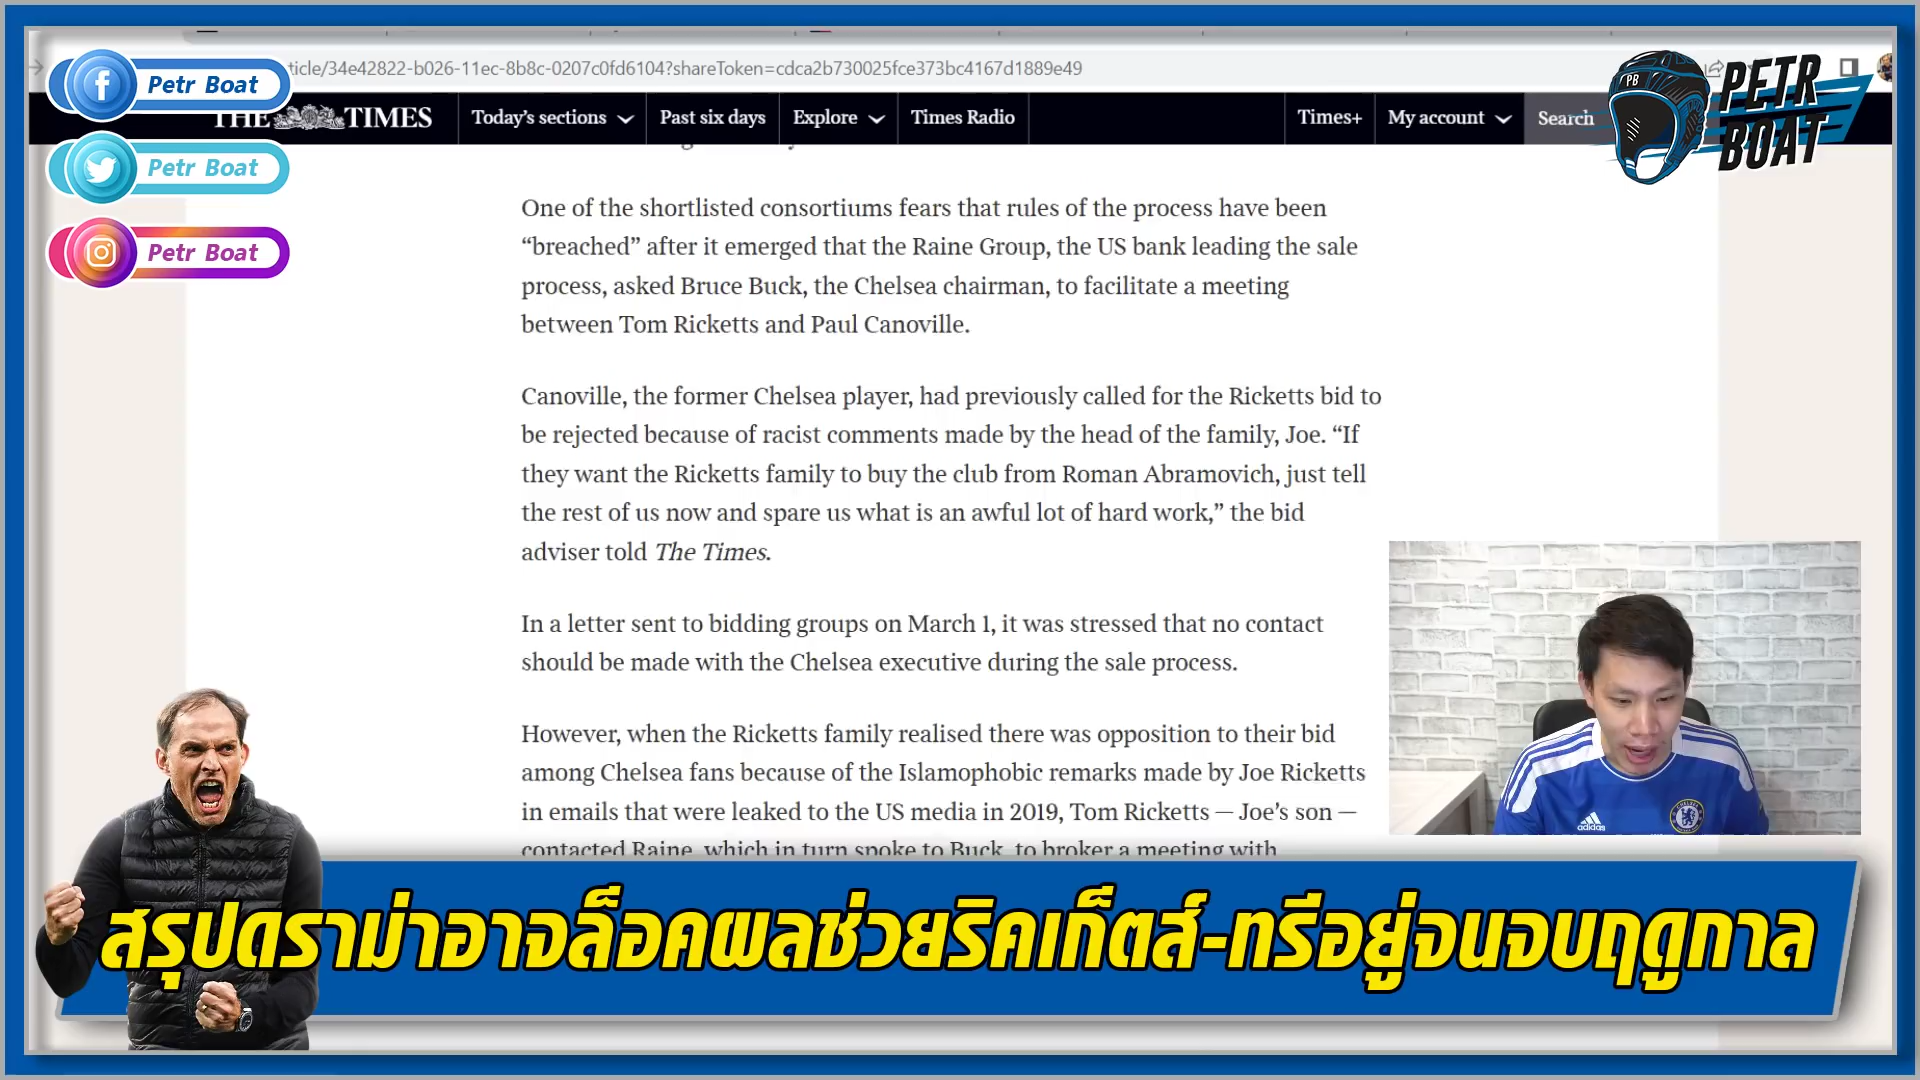 ticle/34e42822-b026-11ec-8b8c-0207c0fd6104?shareToken=cdca2b730025fce373bc4167d1889e49
Petr Boat
Petr Boat
Petr Boat
THE TIMES
Today's sections
Past six days
Explore
Times Radio
Times+
My account
Search
PB
PETR
BOAT
One of the shortlisted consortiums fears that rules of the process have been
“breached” after it emerged that the Raine Group, the US bank leading the sale
process, asked Bruce Buck, the Chelsea chairman, to facilitate a meeting
between Tom Ricketts and Paul Canoville.
Canoville, the former Chelsea player, had previously called for the Ricketts bid to
be rejected because of racist comments made by the head of the family, Joe. “If
they want the Ricketts family to buy the club from Roman Abramovich, just tell
the rest of us now and spare us what is an awful lot of hard work,” the bid
adviser told The Times.
In a letter sent to bidding groups on March 1, it was stressed that no contact
should be made with the Chelsea executive during the sale process.
However, when the Ricketts family realised there was opposition to their bid
among Chelsea fans because of the Islamophobic remarks made by Joe Ricketts
in emails that were leaked to the US media in 2019, Tom Ricketts — Joe’s son —
contacted Raine, which in turn spoke to Buck, to broker a meeting with
adidas
สรุปดราม่าอาจล็อคผลช่วยริคเก็ตส์-ทรีอยู่จนจบฤดูกาล